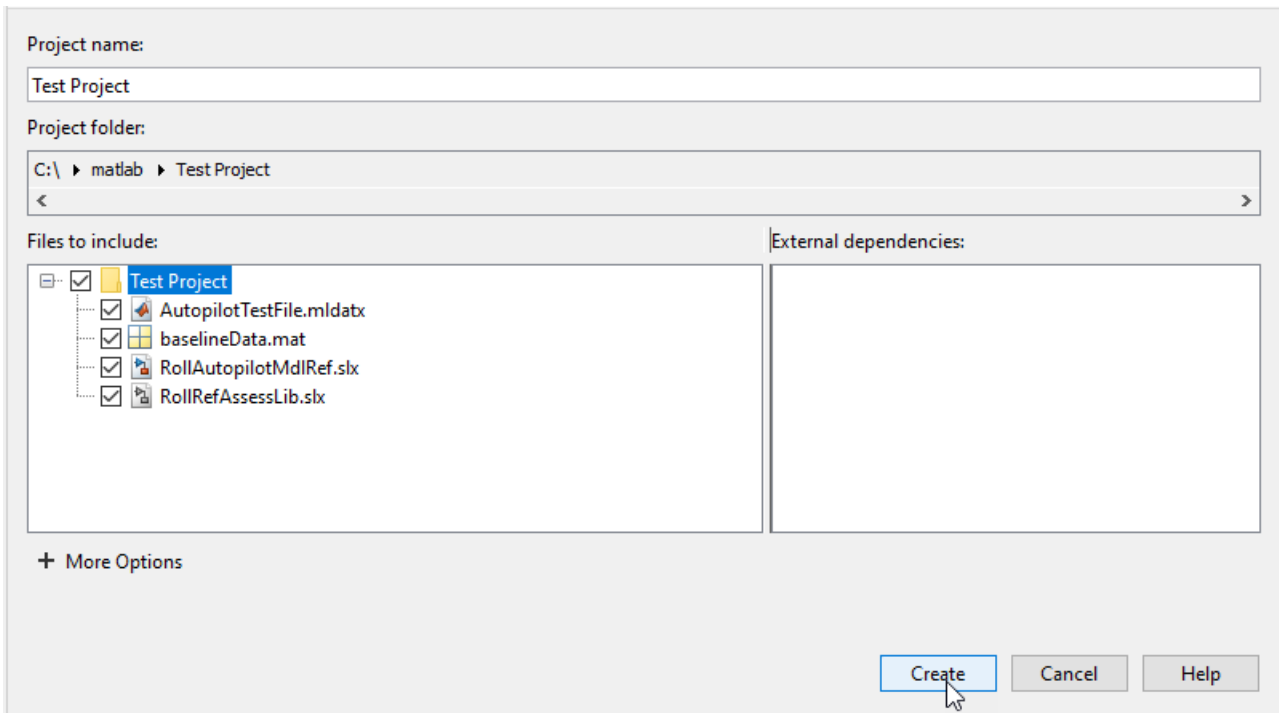 Project name:
Test Project
Project folder:
C:\ matlab Test Project
Files to include:
External dependencies:
Test Project
AutopilotTestFile.mldatx
baselineData.mat
RollAutopilotMdlRef.slx
RollRefAssessLib.slx
+ More Options
Create Cancel Help